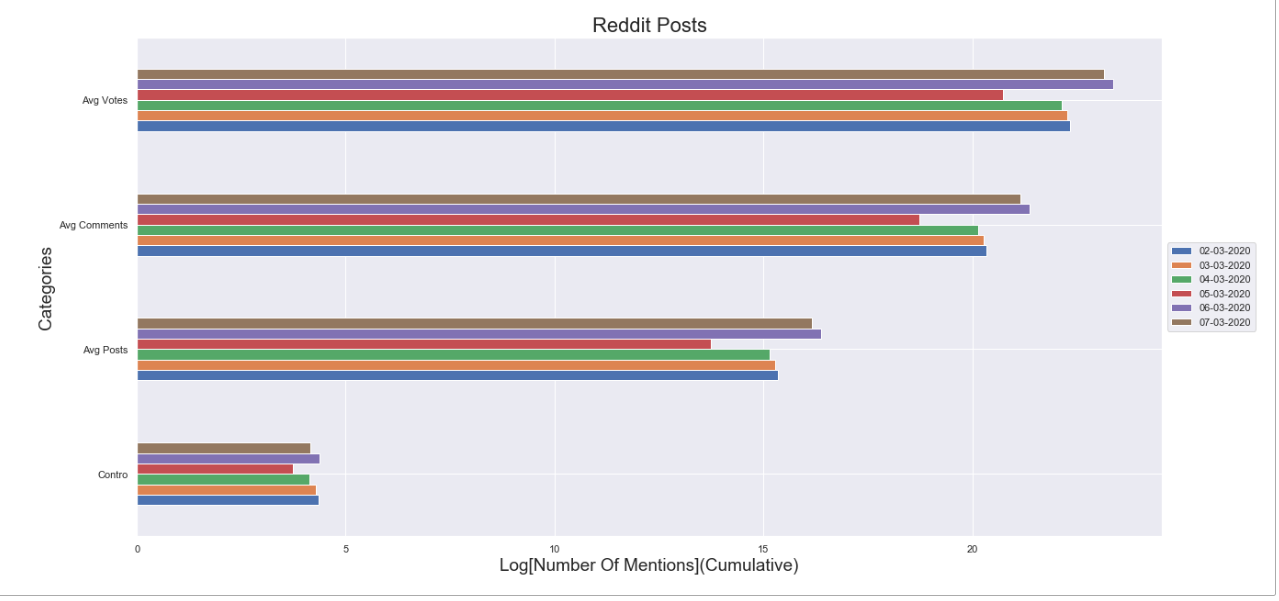 Reddit Posts
Avg Votes
Avg Comments
Avg Posts
Contro
Categories
0 5 10 15 20
Log[Number Of Mentions](Cumulative)
02-03-2020
03-03-2020
04-03-2020
05-03-2020
06-03-2020
07-03-2020